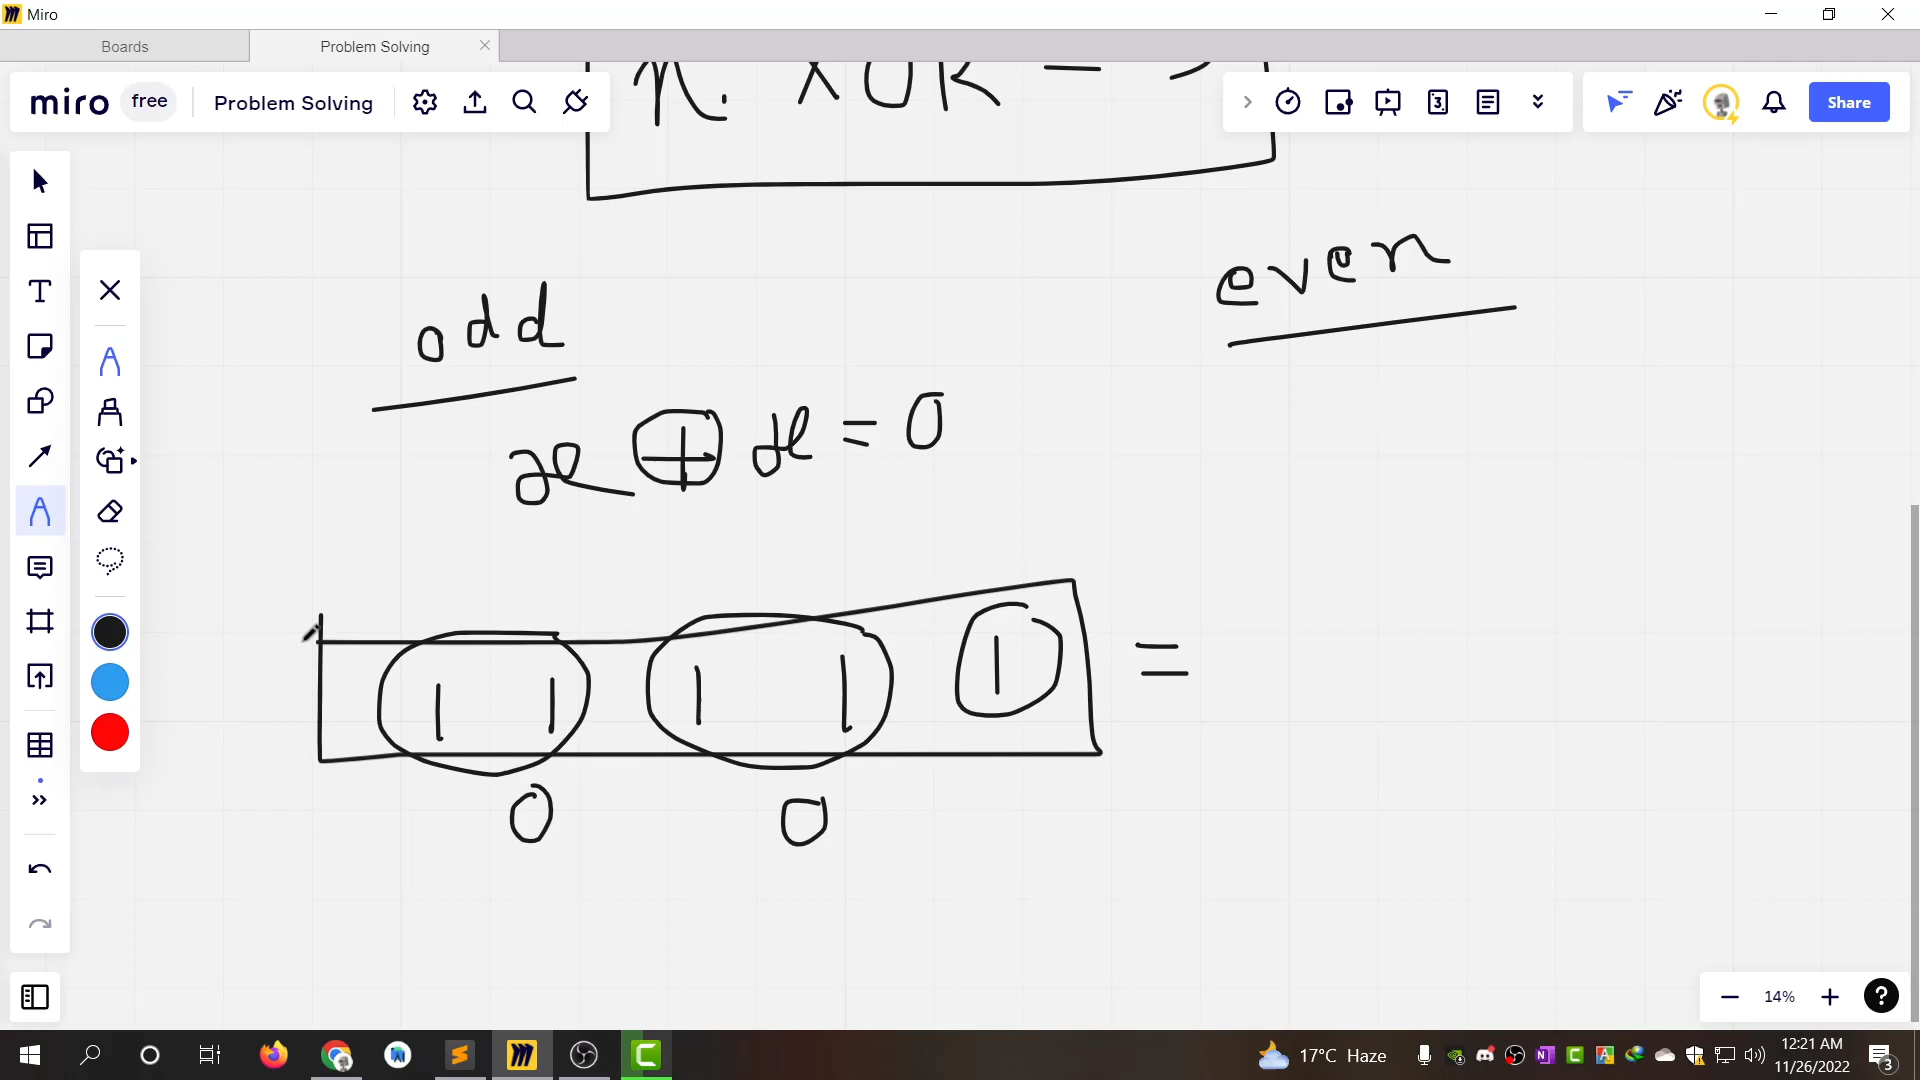 Miro
Boards
Problem Solving
miro free Problem Solving
Share
n. XOR =
even
odd
x ⊕ x = 0
1 1 1 1 1 =
0 0
14%
17°C Haze
12:21 AM
11/26/2022
3